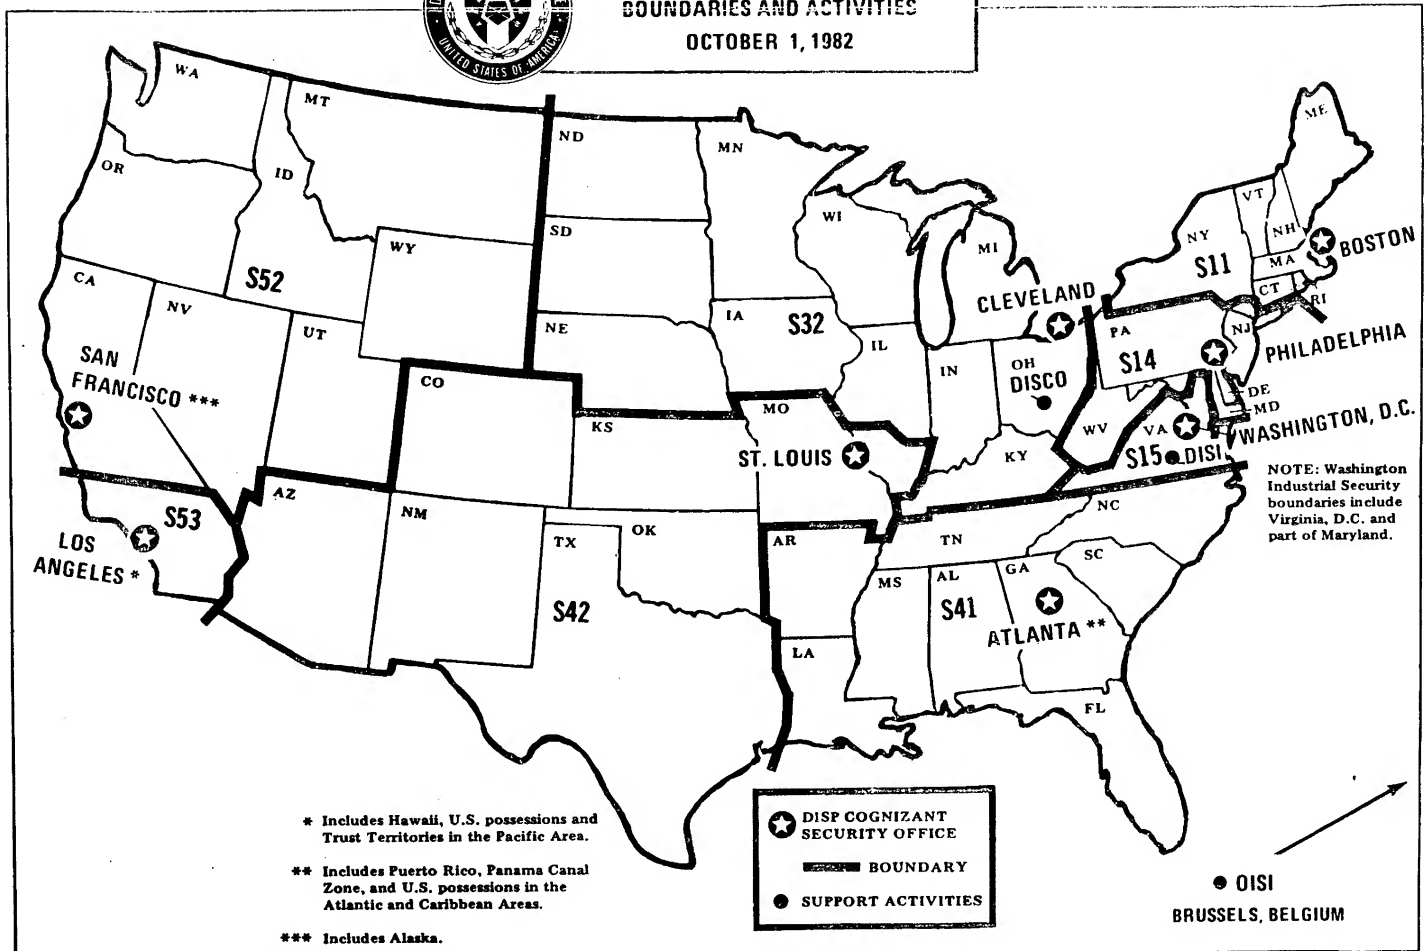 BOUNDARIES AND ACTIVITIES
OCTOBER 1, 1982
UNITED STATES OF AMERICA
WA
MT
ND
MN
ME
OR
ID
WI
VT
SD
WY
MI
NY
NH
BOSTON
S11
MA
CA
S52
CLEVELAND
CT
RI
NV
IA
S32
NE
UT
PA
NJ
PHILADELPHIA
IL
SAN
FRANCISCO ***
S14
IN
OH
DISCO
CO
DE
MD
MO
KS
WV
VA
WASHINGTON, D.C.
ST. LOUIS
KY
S15
DISI
NOTE: Washington
Industrial Security
boundaries include
Virginia, D.C. and
part of Maryland.
AZ
S53
NM
NC
OK
TX
AR
TN
LOS
ANGELES *
SC
MS
AL
GA
S42
S41
ATLANTA **
LA
FL
* Includes Hawaii, U.S. possessions and
Trust Territories in the Pacific Area.
** Includes Puerto Rico, Panama Canal
Zone, and U.S. possessions in the
Atlantic and Caribbean Areas.
*** Includes Alaska.
DISP COGNIZANT
SECURITY OFFICE
BOUNDARY
SUPPORT ACTIVITIES
OISI
BRUSSELS, BELGIUM